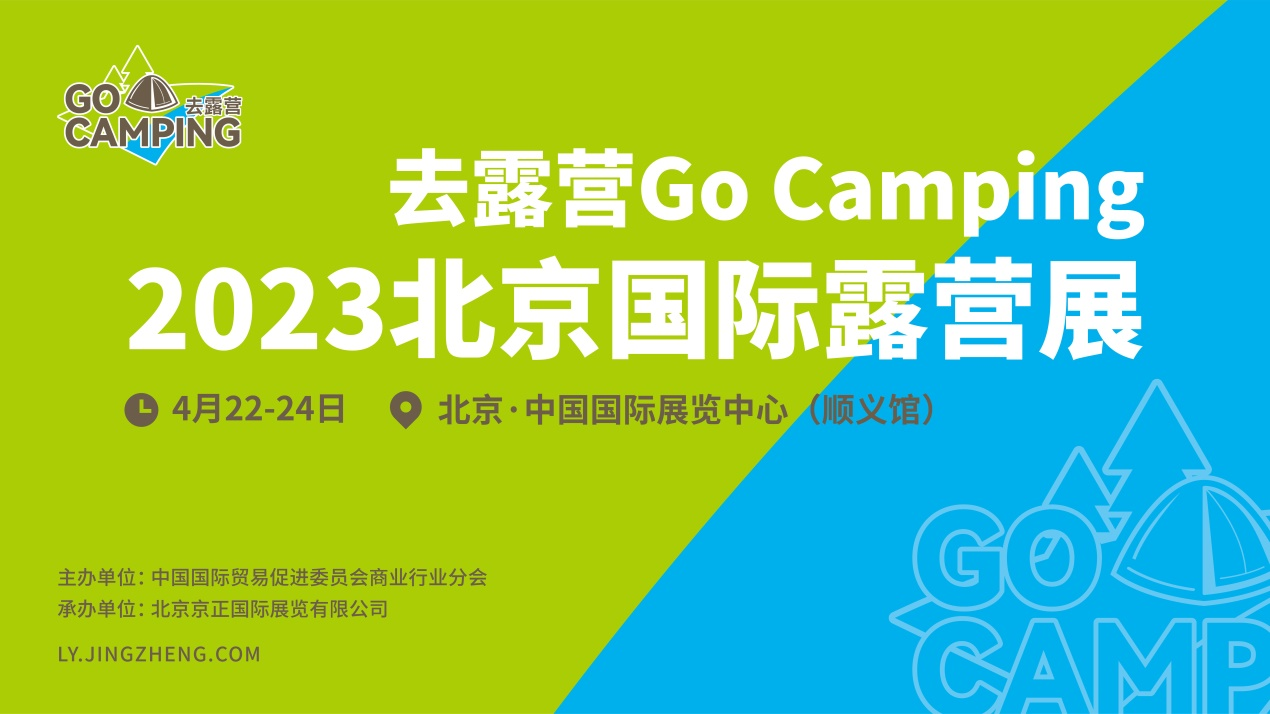 GO 去露营
CAMPING
去露营Go Camping
2023北京国际露营展
4月22-24日 北京·中国国际展览中心（顺义馆）
主办单位：中国国际贸易促进委员会商业行业分会
承办单位：北京京正国际展览有限公司
LY.JINGZHENG.COM
GO
CAMP